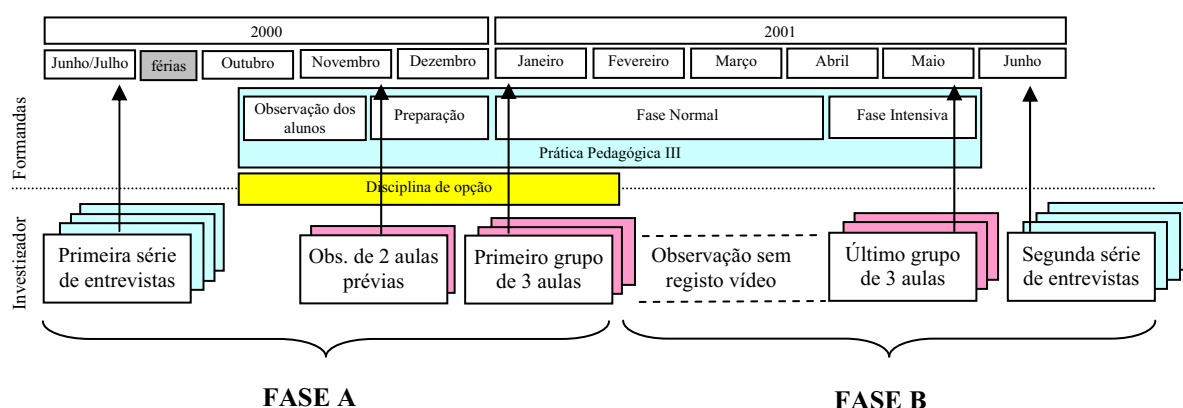 2000
2001
Junho/Julho
férias
Outubro
Novembro
Dezembro
Janeiro
Fevereiro
Março
Abril
Maio
Junho
Formandas
Observação dos
alunos
Preparação
Fase Normal
Fase Intensiva
Prática Pedagógica III
Disciplina de opção
Investigador
Primeira série
de entrevistas
Obs. de 2 aulas
prévias
Primeiro grupo
de 3 aulas
Observação sem
registo vídeo
Último grupo
de 3 aulas
Segunda série
de entrevistas
FASE A
FASE B